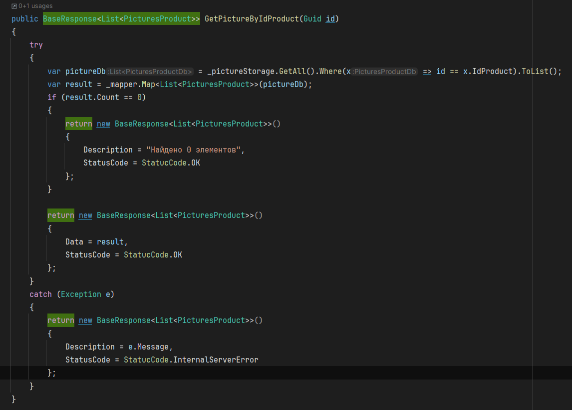 0+1 usages
public BaseResponse<List<PicturesProduct>> GetPictureByIdProduct(Guid id)
{
try
{
var pictureDb:List<PicturesProductDb> = _pictureStorage.GetAll().Where(x:PicturesProductDb => id == x.IdProduct).ToList();
var result = _mapper.Map<List<PicturesProduct>>(pictureDb);
if (result.Count == 0)
{
return new BaseResponse<List<PicturesProduct>>()
{
Description = "Найдено 0 элементов",
StatusCode = StatucCode.OK
};
}
return new BaseResponse<List<PicturesProduct>>()
{
Data = result,
StatusCode = StatucCode.OK
};
}
catch (Exception e)
{
return new BaseResponse<List<PicturesProduct>>()
{
Description = e.Message,
StatusCode = StatucCode.InternalServerError
};
}
}